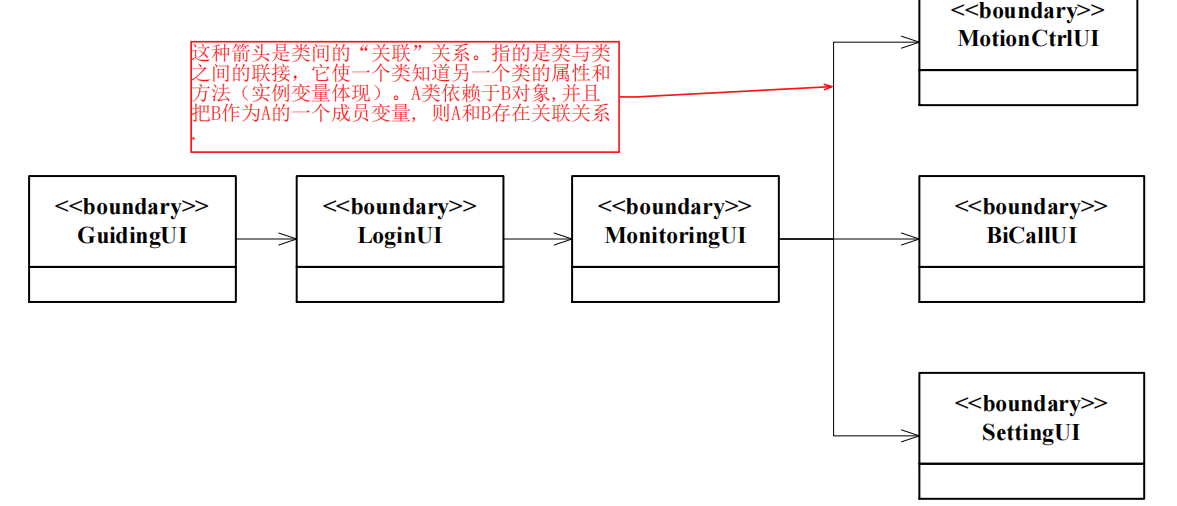 <<boundary>>
MotionCtrlUI
这种箭头是类间的“关联”关系。指的是类与类
之间的联接，它使一个类知道另一个类的属性和
方法（实例变量体现）。A类依赖于B对象,并且
把B作为A的一个成员变量, 则A和B存在关联关系
.
<<boundary>>
GuidingUI
<<boundary>>
LoginUI
<<boundary>>
MonitoringUI
<<boundary>>
BiCallUI
<<boundary>>
SettingUI